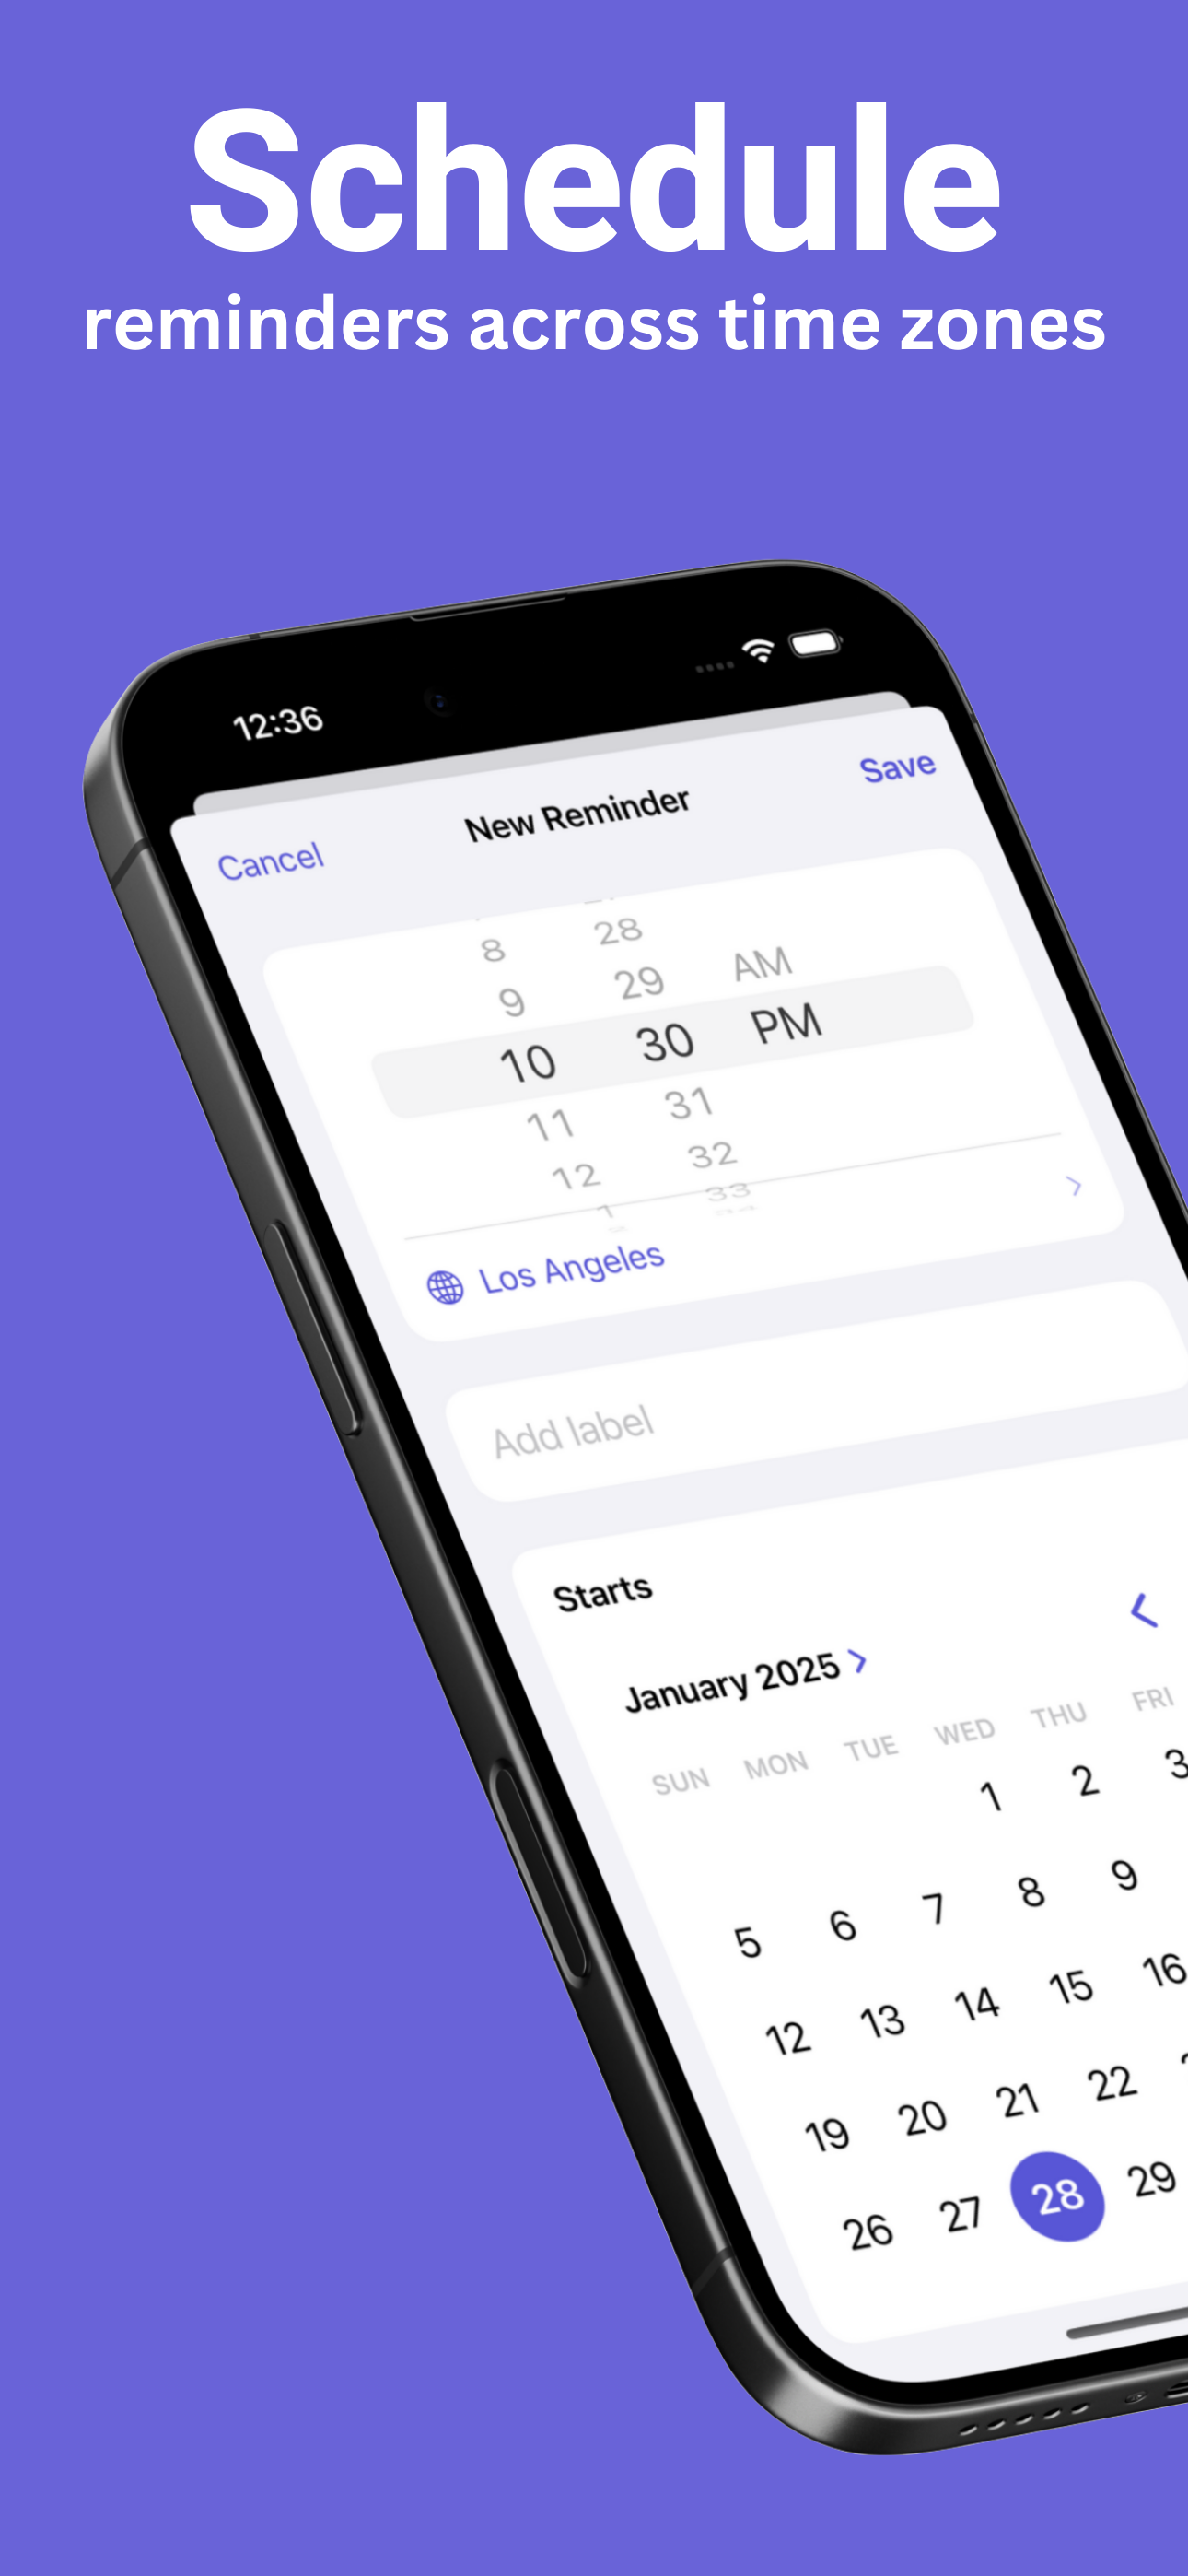 Schedule
reminders across time zones
12:36
Cancel New Reminder Save
8 28
9 29 AM
10 30 PM
11 31
12 32
1 33
Los Angeles
Add label
Starts
January 2025
SUN MON TUE WED THU FRI
1 2 3
5 6 7 8 9
12 13 14 15 16
19 20 21 22
26 27 28 29